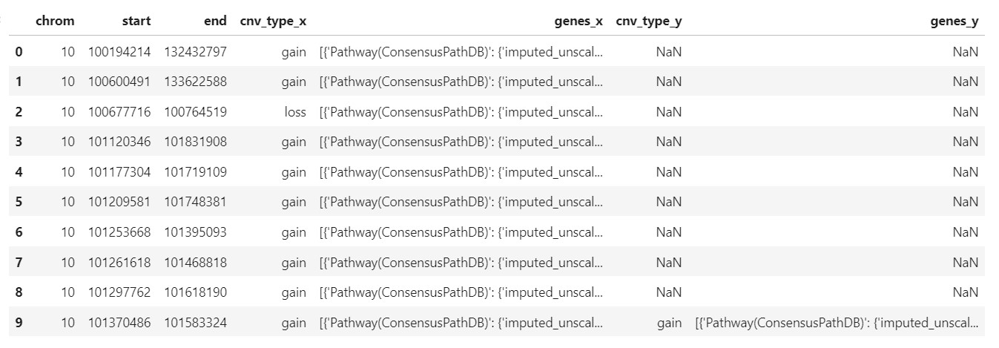 chrom start end cnv_type_x genes_x cnv_type_y genes_y
0 10 100194214 132432797 gain [{'Pathway(ConsensusPathDB)': {'imputed_unscal... NaN NaN
1 10 100600491 133622588 gain [{'Pathway(ConsensusPathDB)': {'imputed_unscal... NaN NaN
2 10 100677716 100764519 loss [{'Pathway(ConsensusPathDB)': {'imputed_unscal... NaN NaN
3 10 101120346 101831908 gain [{'Pathway(ConsensusPathDB)': {'imputed_unscal... NaN NaN
4 10 101177304 101719109 gain [{'Pathway(ConsensusPathDB)': {'imputed_unscal... NaN NaN
5 10 101209581 101748381 gain [{'Pathway(ConsensusPathDB)': {'imputed_unscal... NaN NaN
6 10 101253668 101395093 gain [{'Pathway(ConsensusPathDB)': {'imputed_unscal... NaN NaN
7 10 101261618 101468818 gain [{'Pathway(ConsensusPathDB)': {'imputed_unscal... NaN NaN
8 10 101297762 101618190 gain [{'Pathway(ConsensusPathDB)': {'imputed_unscal... NaN NaN
9 10 101370486 101583324 gain [{'Pathway(ConsensusPathDB)': {'imputed_unscal... gain [{'Pathway(ConsensusPathDB)': {'imputed_unscal...